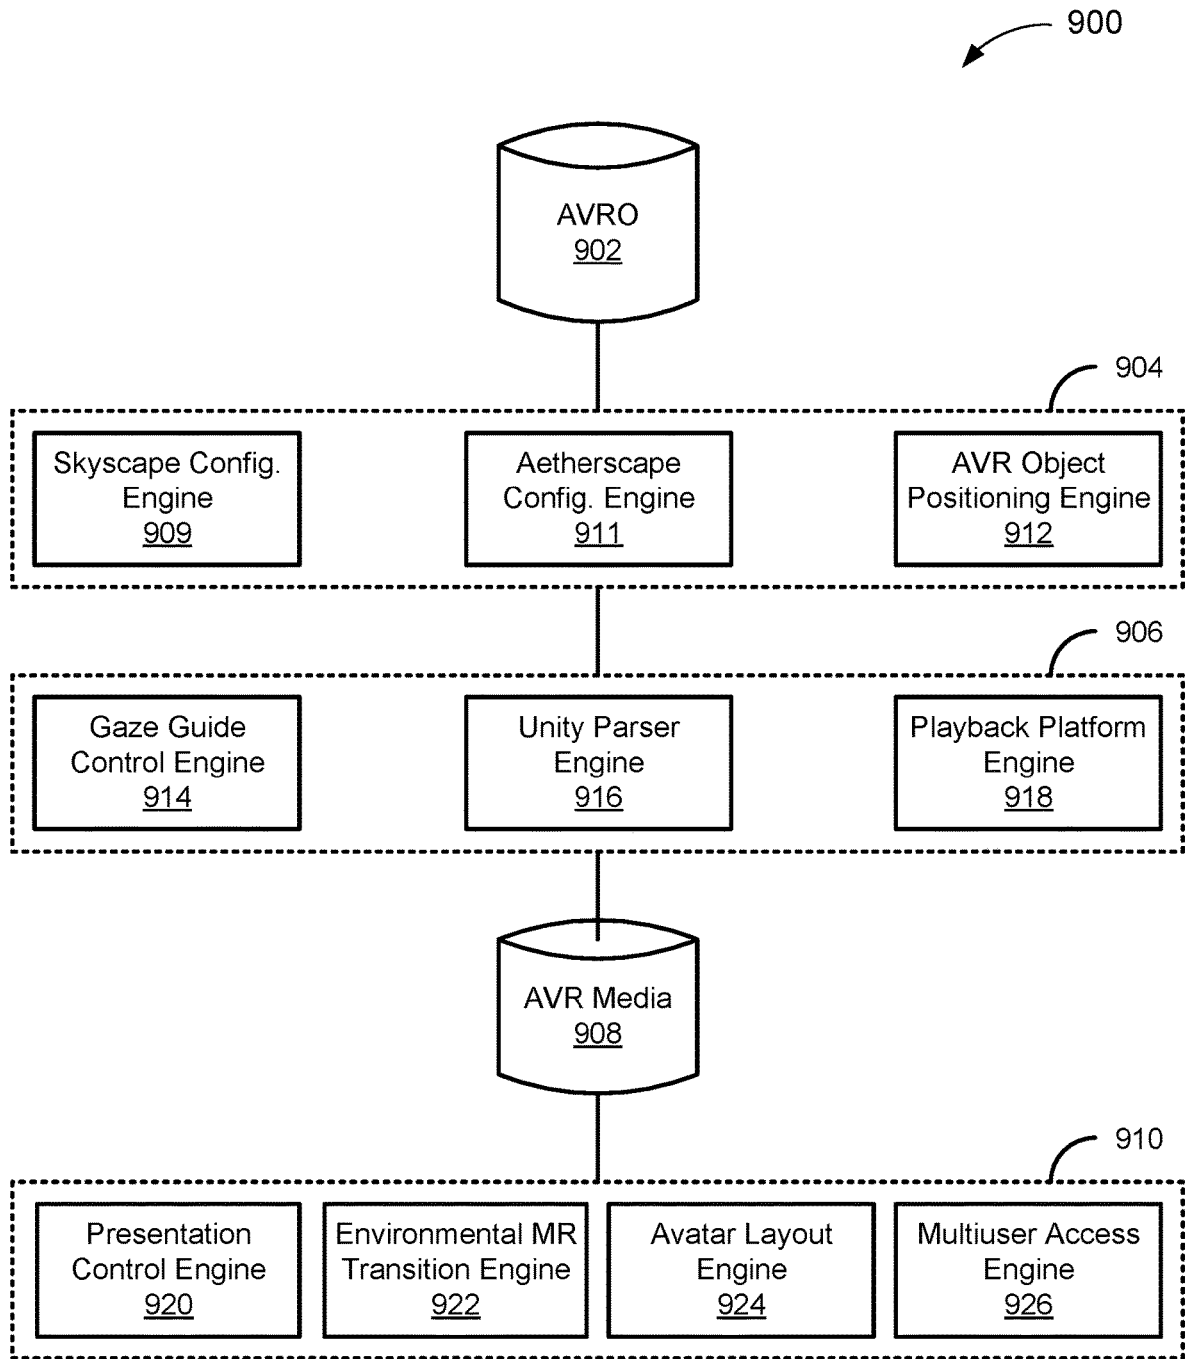 900
AVRO
902
904
Skyscape Config.
Engine
909
Aetherscape
Config. Engine
911
AVR Object
Positioning Engine
912
906
Gaze Guide
Control Engine
914
Unity Parser
Engine
916
Playback Platform
Engine
918
AVR Media
908
910
Presentation
Control Engine
920
Environmental MR
Transition Engine
922
Avatar Layout
Engine
924
Multiuser Access
Engine
926